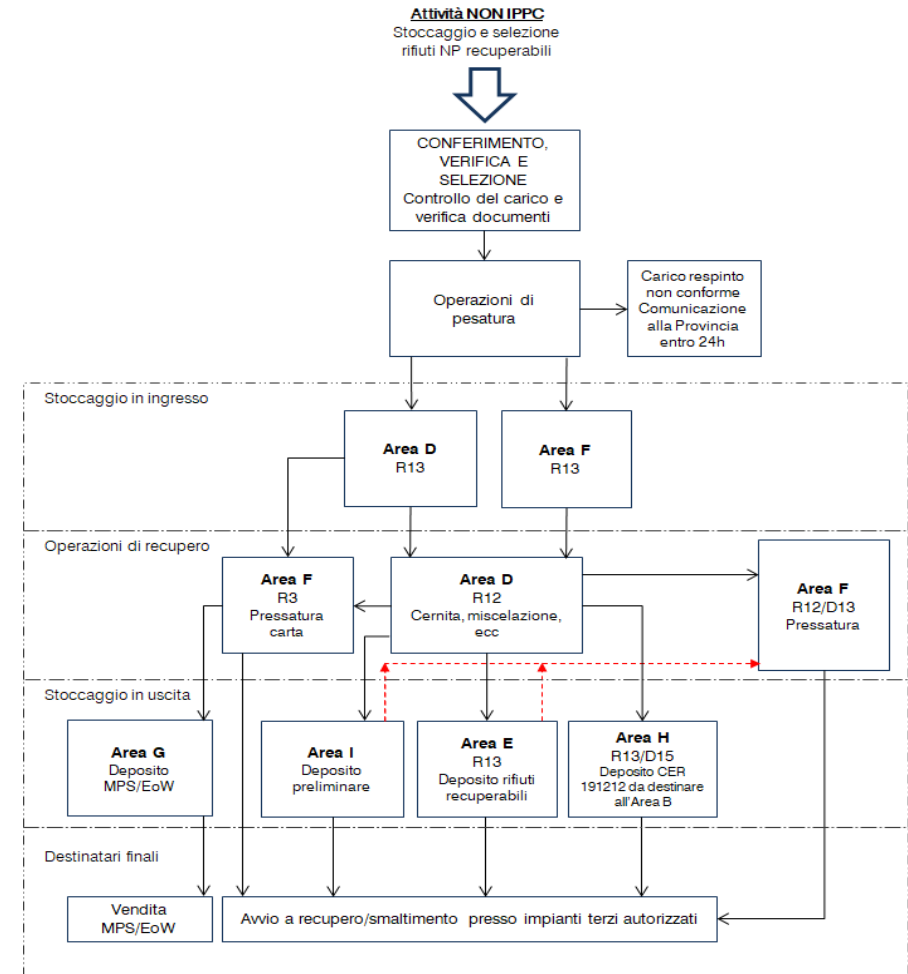 Attività NON IPPC
Stoccaggio e selezione
rifiuti NP recuperabili
CONFERIMENTO,
VERIFICA E
SELEZIONE
Controllo del carico e
verifica documenti
Operazioni di
pesatura
Carico respinto
non conforme
Comunicazione
alla Provincia
entro 24h
Stoccaggio in ingresso
Area D
R13
Area F
R13
Operazioni di recupero
Area F
R3
Pressatura
carta
Area D
R12
Cernita, miscelazione,
ecc
Area F
R12/D13
Pressatura
Stoccaggio in uscita
Area G
Deposito
MPS/EoW
Area I
Deposito
preliminare
Area E
R13
Deposito rifiuti
recuperabili
Area H
R13/D15
Deposito CER
191212 da destinare
all'Area B
Destinatari finali
Vendita
MPS/EoW
Avvio a recupero/smaltimento presso impianti terzi autorizzati